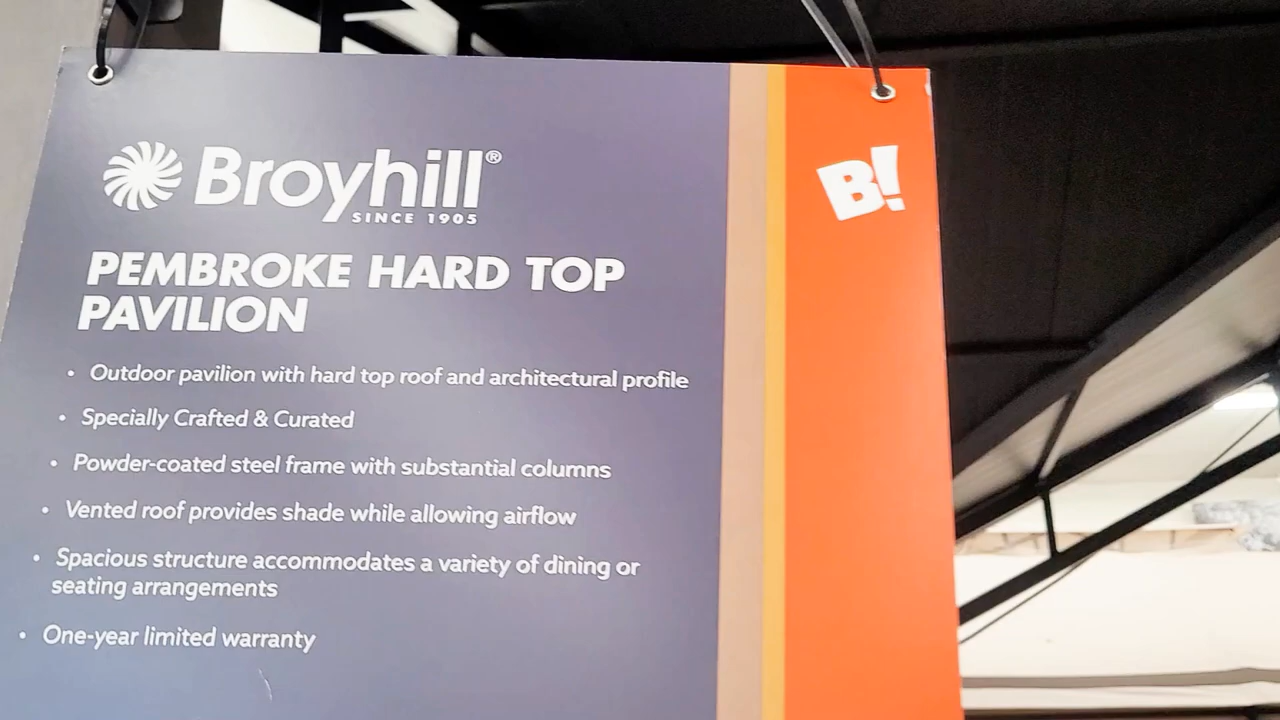 Broyhill®
SINCE 1905
B!
PEMBROKE HARD TOP
PAVILION
• Outdoor pavilion with hard top roof and architectural profile
• Specially Crafted & Curated
• Powder-coated steel frame with substantial columns
• Vented roof provides shade while allowing airflow
• Spacious structure accommodates a variety of dining or
seating arrangements
• One-year limited warranty